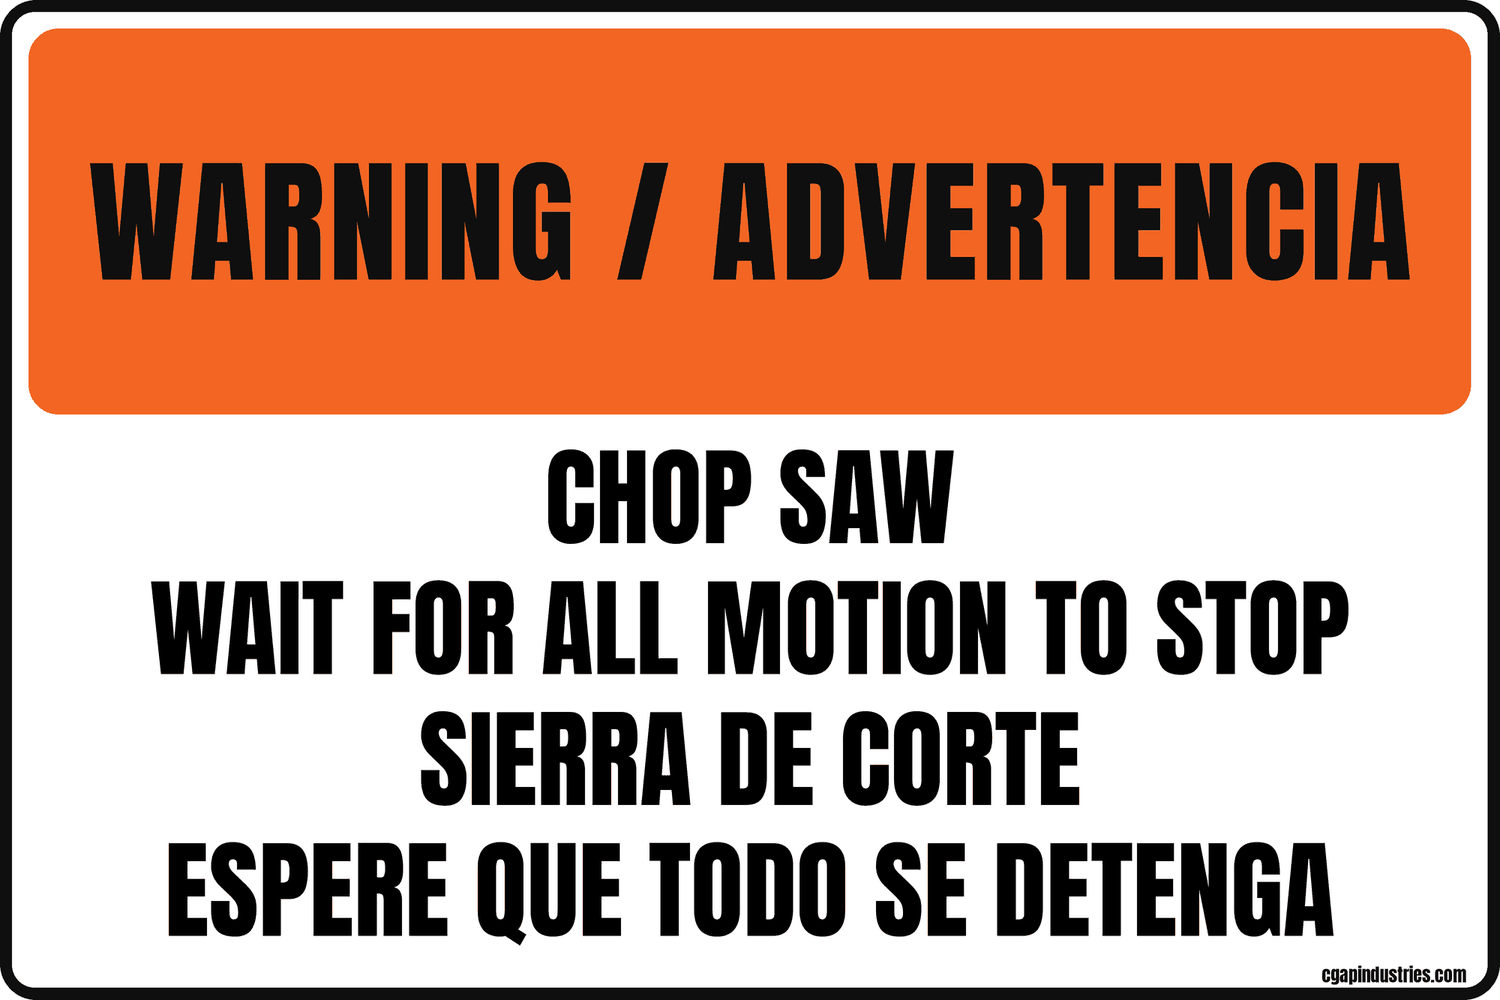 WARNING / ADVERTENCIA
CHOP SAW
WAIT FOR ALL MOTION TO STOP
SIERRA DE CORTE
ESPERE QUE TODO SE DETENGA
cgapindustries.com